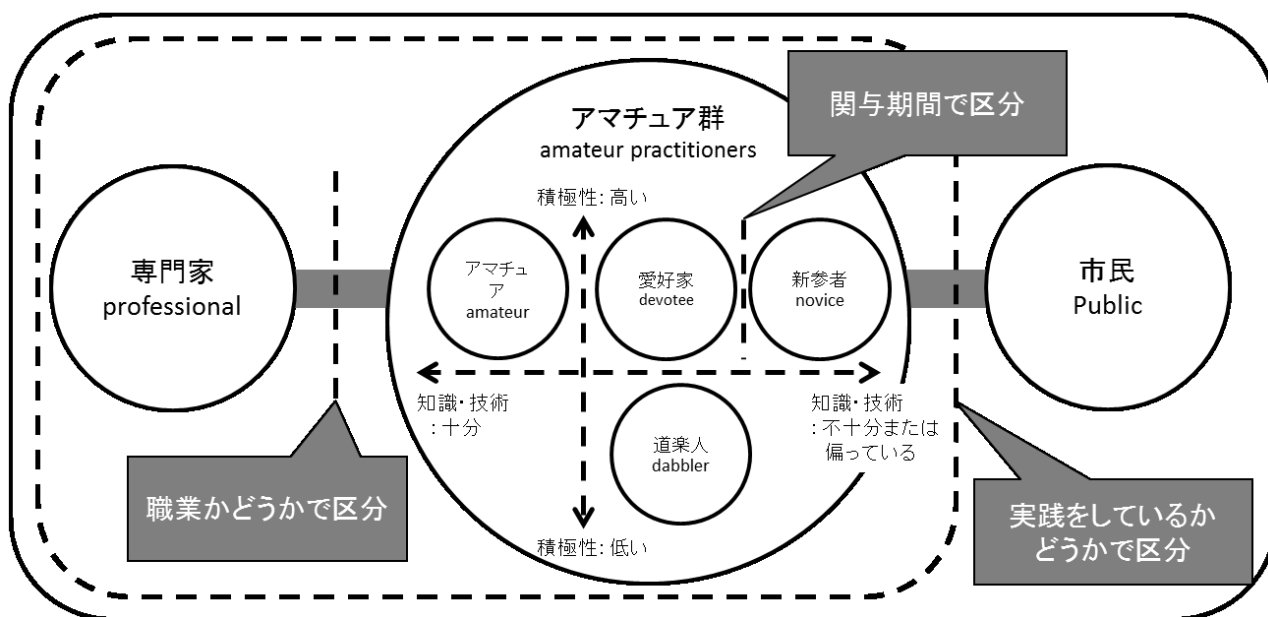 関与期間で区分
アマチュア群
amateur practitioners
積極性: 高い
専門家
professional
アマチュ
ア
amateur
愛好家
devotee
新参者
novice
市民
Public
知識・技術
: 十分
知識・技術
: 不十分または
偏っている
道楽人
dabbler
職業かどうかで区分
実践をしているか
どうかで区分
積極性: 低い